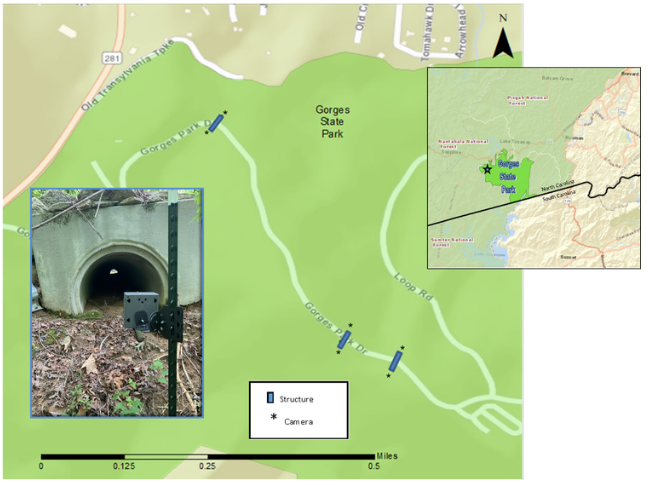 Old Transylvania Tpke
281
Old C
Tomahawk D
Arrowhead
N
Gorges
State
Park
Gorges Park D
Go
Loop Rd
Gorges Park Dr
Structure
Camera
Miles
0
0.125
0.25
0.5
Pisgah National
Forest
Nantahala National
Forest
Gorges
State
Park
North Carolina
South Carolina
Sumter National
Forest